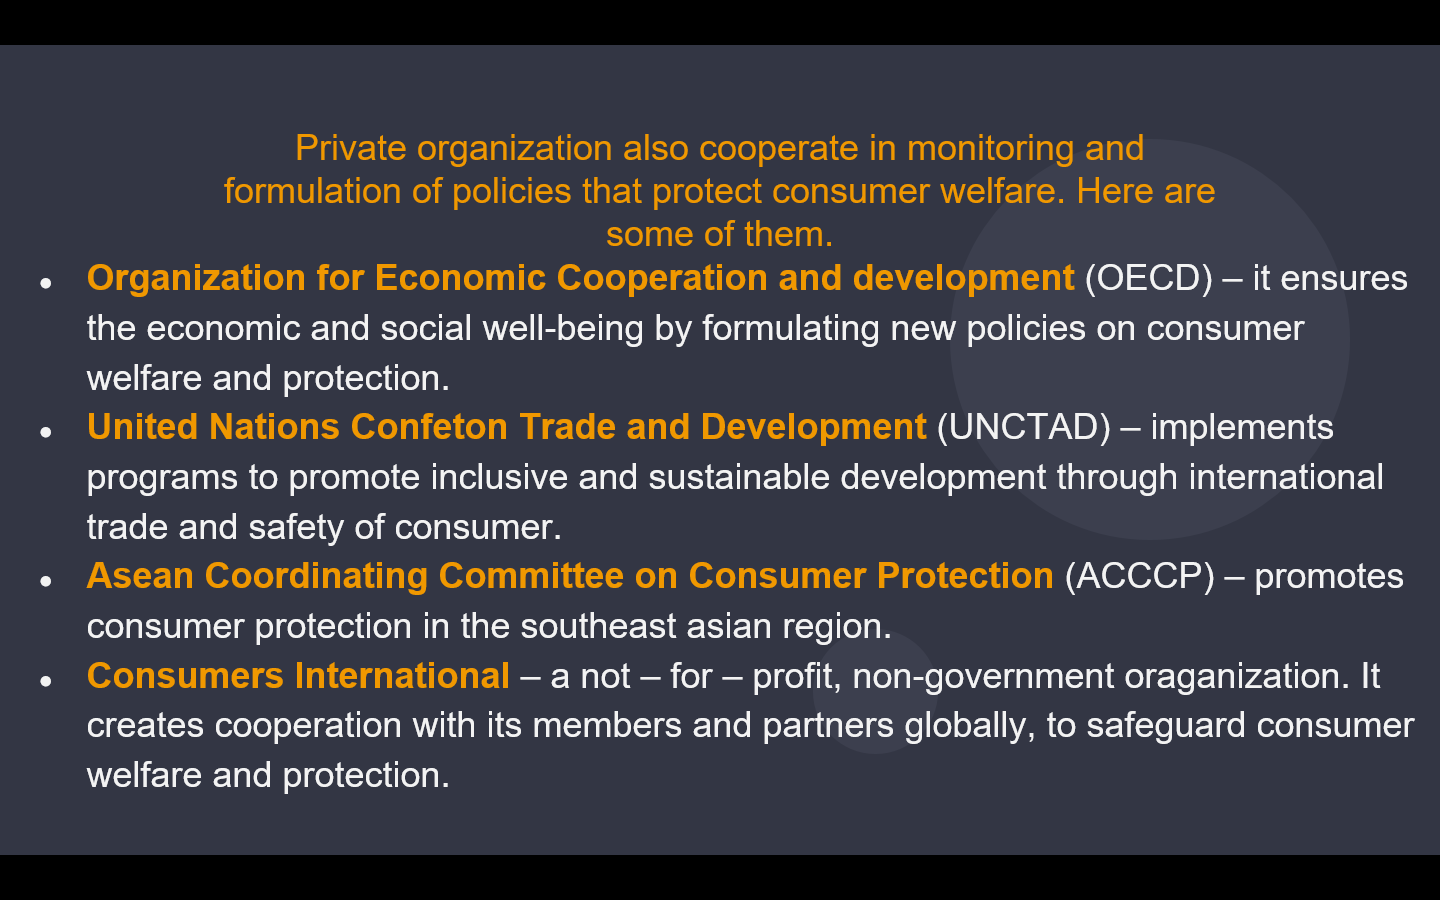 Private organization also cooperate in monitoring and
formulation of policies that protect consumer welfare. Here are
some of them.
● Organization for Economic Cooperation and development (OECD) – it ensures
the economic and social well-being by formulating new policies on consumer
welfare and protection.
● United Nations Confeton Trade and Development (UNCTAD) – implements
programs to promote inclusive and sustainable development through international
trade and safety of consumer.
● Asean Coordinating Committee on Consumer Protection (ACCCP) – promotes
consumer protection in the southeast asian region.
● Consumers International – a not – for – profit, non-government oraganization. It
creates cooperation with its members and partners globally, to safeguard consumer
welfare and protection.